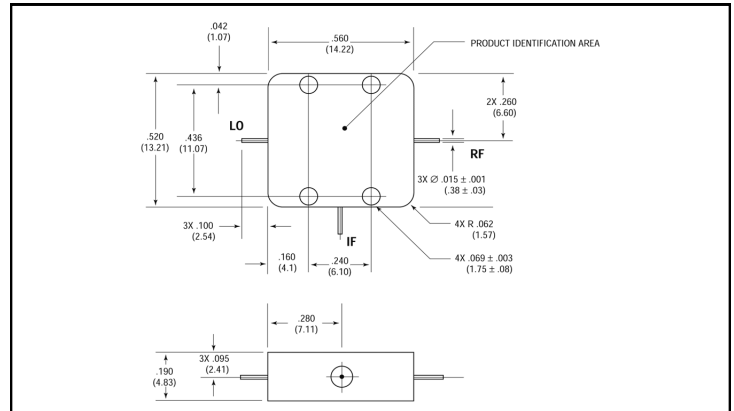 .042
(1.07)
.560
(14.22)
PRODUCT IDENTIFICATION AREA
2X .260
(6.60)
LO
.520
(13.21)
.436
(11.07)
RF
3X Ø .015 ± .001
(.38 ± .03)
3X .100
(2.54)
IF
4X R .062
(1.57)
.160
(4.1)
.240
(6.10)
4X .069 ± .003
(1.75 ± .08)
.280
(7.11)
3X .095
(2.41)
.190
(4.83)